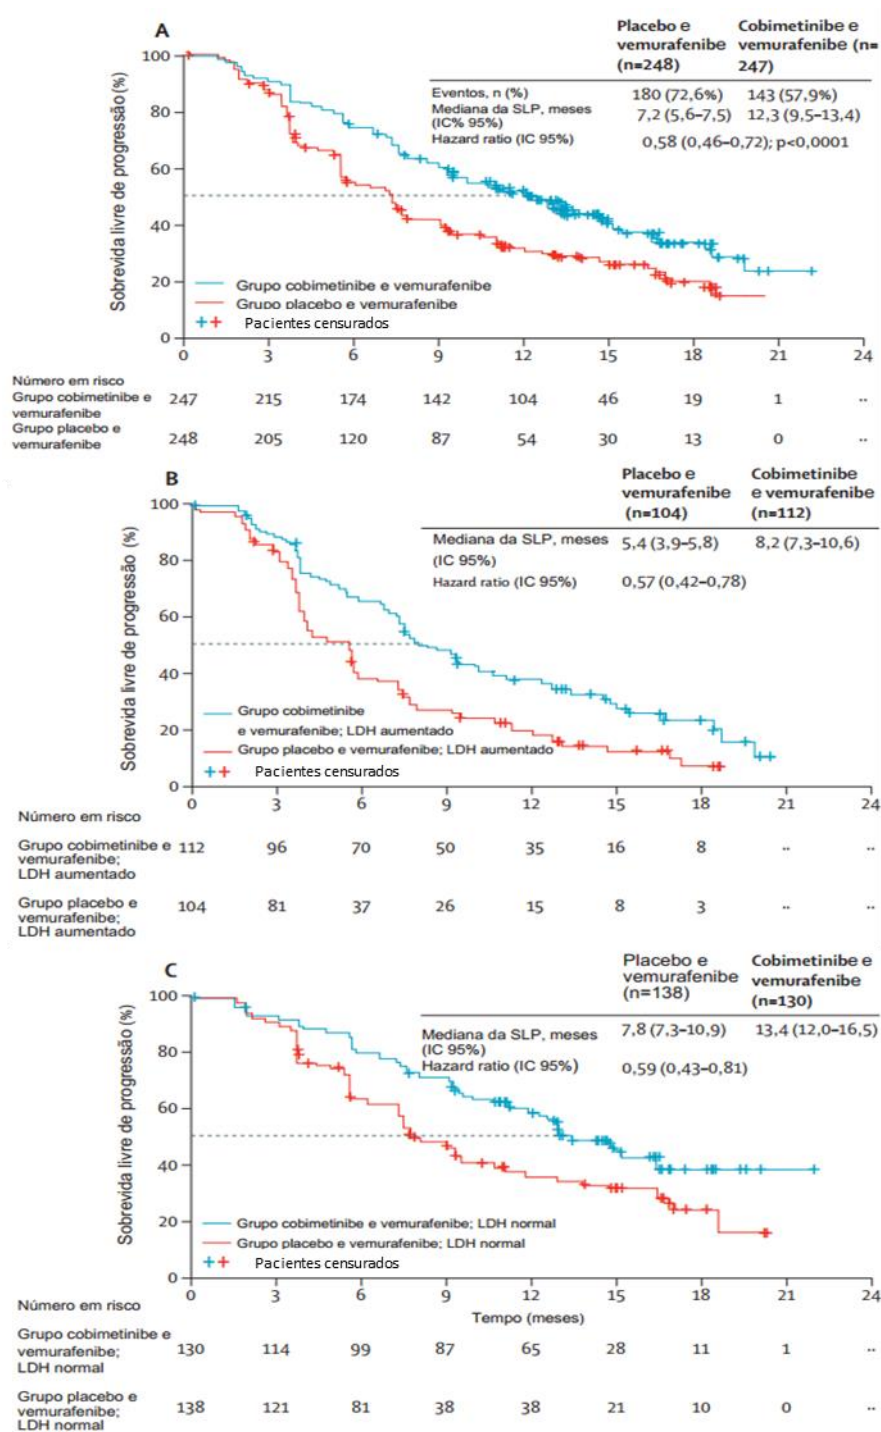 A
Placebo e
vemurafenibe
(n=248)
Cobimetinibe e
vemurafenibe (n=
247)
Eventos, n (%) 180 (72,6%) 143 (57,9%)
Mediana da SLP, meses
(IC% 95%) 7,2 (5,6–7,5) 12,3 (9,5–13,4)
Hazard ratio (IC 95%) 0,58 (0,46–0,72); p<0,0001
Sobrevida livre de progressão (%)
100
80
60
40
20
0
Grupo cobimetinibe e vemurafenibe
Grupo placebo e vemurafenibe
Pacientes censurados
0 3 6 9 12 15 18 21 24
Número em risco
Grupo cobimetinibe e
vemurafenibe
247 215 174 142 104 46 19 1 ..
Grupo placebo e
vemurafenibe
248 205 120 87 54 30 13 0 ..
B
Placebo e
vemurafenibe
(n=104)
Cobimetinibe
e vemurafenibe
(n=112)
Mediana da SLP, meses
(IC 95%)
5,4 (3,9–5,8) 8,2 (7,3–10,6)
Hazard ratio (IC 95%) 0,57 (0,42–0,78)
Sobrevida livre de progressão (%)
100
80
60
40
20
0
Grupo cobimetinibe
e vemurafenibe; LDH aumentado
Grupo placebo e vemurafenibe; LDH aumentado
Pacientes censurados
0 3 6 9 12 15 18 21 24
Número em risco
Grupo cobimetinibe e
vemurafenibe;
LDH aumentado
112 96 70 50 35 16 8 .. ..
Grupo placebo e
vemurafenibe;
LDH aumentado
104 81 37 26 15 8 3 .. ..
C
Placebo e
vemurafenibe
(n=138)
Cobimetinibe e
vemurafenibe
(n=130)
Mediana da SLP, meses
(IC 95%)
7,8 (7,3–10,9) 13,4 (12,0–16,5)
Hazard ratio (IC 95%) 0,59 (0,43–0,81)
Sobrevida livre de progressão (%)
100
80
60
40
20
0
Grupo cobimetinibe e vemurafenibe; LDH normal
Grupo placebo e vemurafenibe; LDH normal
Pacientes censurados
0 3 6 9 12 15 18 21 24
Tempo (meses)
Número em risco
Grupo cobimetinibe e
vemurafenibe;
LDH normal
130 114 99 87 65 28 11 1 ..
Grupo placebo e
vemurafenibe;
LDH normal
138 121 81 38 38 21 10 0 ..